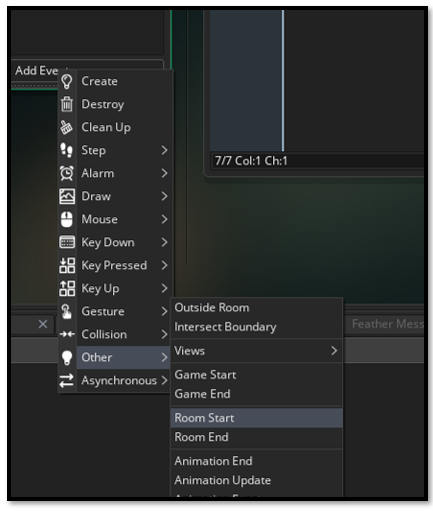 Add Eve
Create
Destroy
Clean Up
Step
Alarm
Draw
Mouse
Key Down
Key Pressed
Key Up
Gesture
Collision
Other
Asynchronous
7/7 Col:1 Ch:1
Outside Room
Intersect Boundary
Views
Game Start
Game End
Room Start
Room End
Animation End
Animation Update
Feather Mess